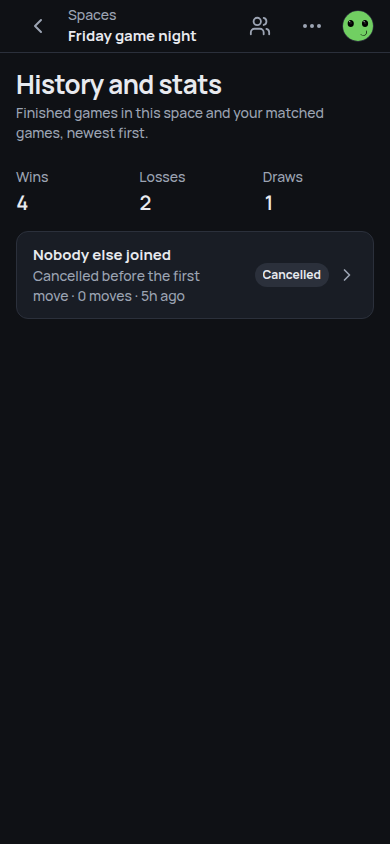 Spaces
Friday game night
History and stats
Finished games in this space and your matched
games, newest first.
Wins
Losses
Draws
4
2
1
Nobody else joined
Cancelled before the first
move · 0 moves · 5h ago
Cancelled